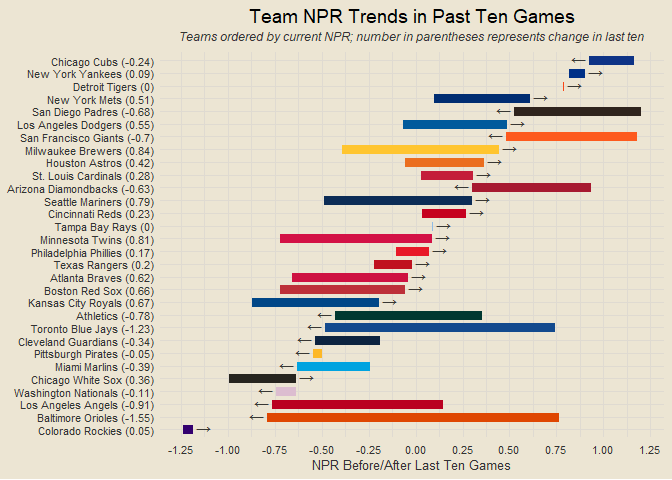 Team NPR Trends in Past Ten Games
Teams ordered by current NPR; number in parentheses represents change in last ten
Chicago Cubs (-0.24)
New York Yankees (0.09)
Detroit Tigers (0)
New York Mets (0.51)
San Diego Padres (-0.68)
Los Angeles Dodgers (0.55)
San Francisco Giants (-0.7)
Milwaukee Brewers (0.84)
Houston Astros (0.42)
St. Louis Cardinals (0.28)
Arizona Diamondbacks (-0.63)
Seattle Mariners (0.79)
Cincinnati Reds (0.23)
Tampa Bay Rays (0)
Minnesota Twins (0.81)
Philadelphia Phillies (0.17)
Texas Rangers (0.2)
Atlanta Braves (0.62)
Boston Red Sox (0.66)
Kansas City Royals (0.67)
Athletics (-0.78)
Toronto Blue Jays (-1.23)
Cleveland Guardians (-0.34)
Pittsburgh Pirates (-0.05)
Miami Marlins (-0.39)
Chicago White Sox (0.36)
Washington Nationals (-0.11)
Los Angeles Angels (-0.91)
Baltimore Orioles (-1.55)
Colorado Rockies (0.05)
-1.25 -1.00 -0.75 -0.50 -0.25 0.00 0.25 0.50 0.75 1.00 1.25
NPR Before/After Last Ten Games